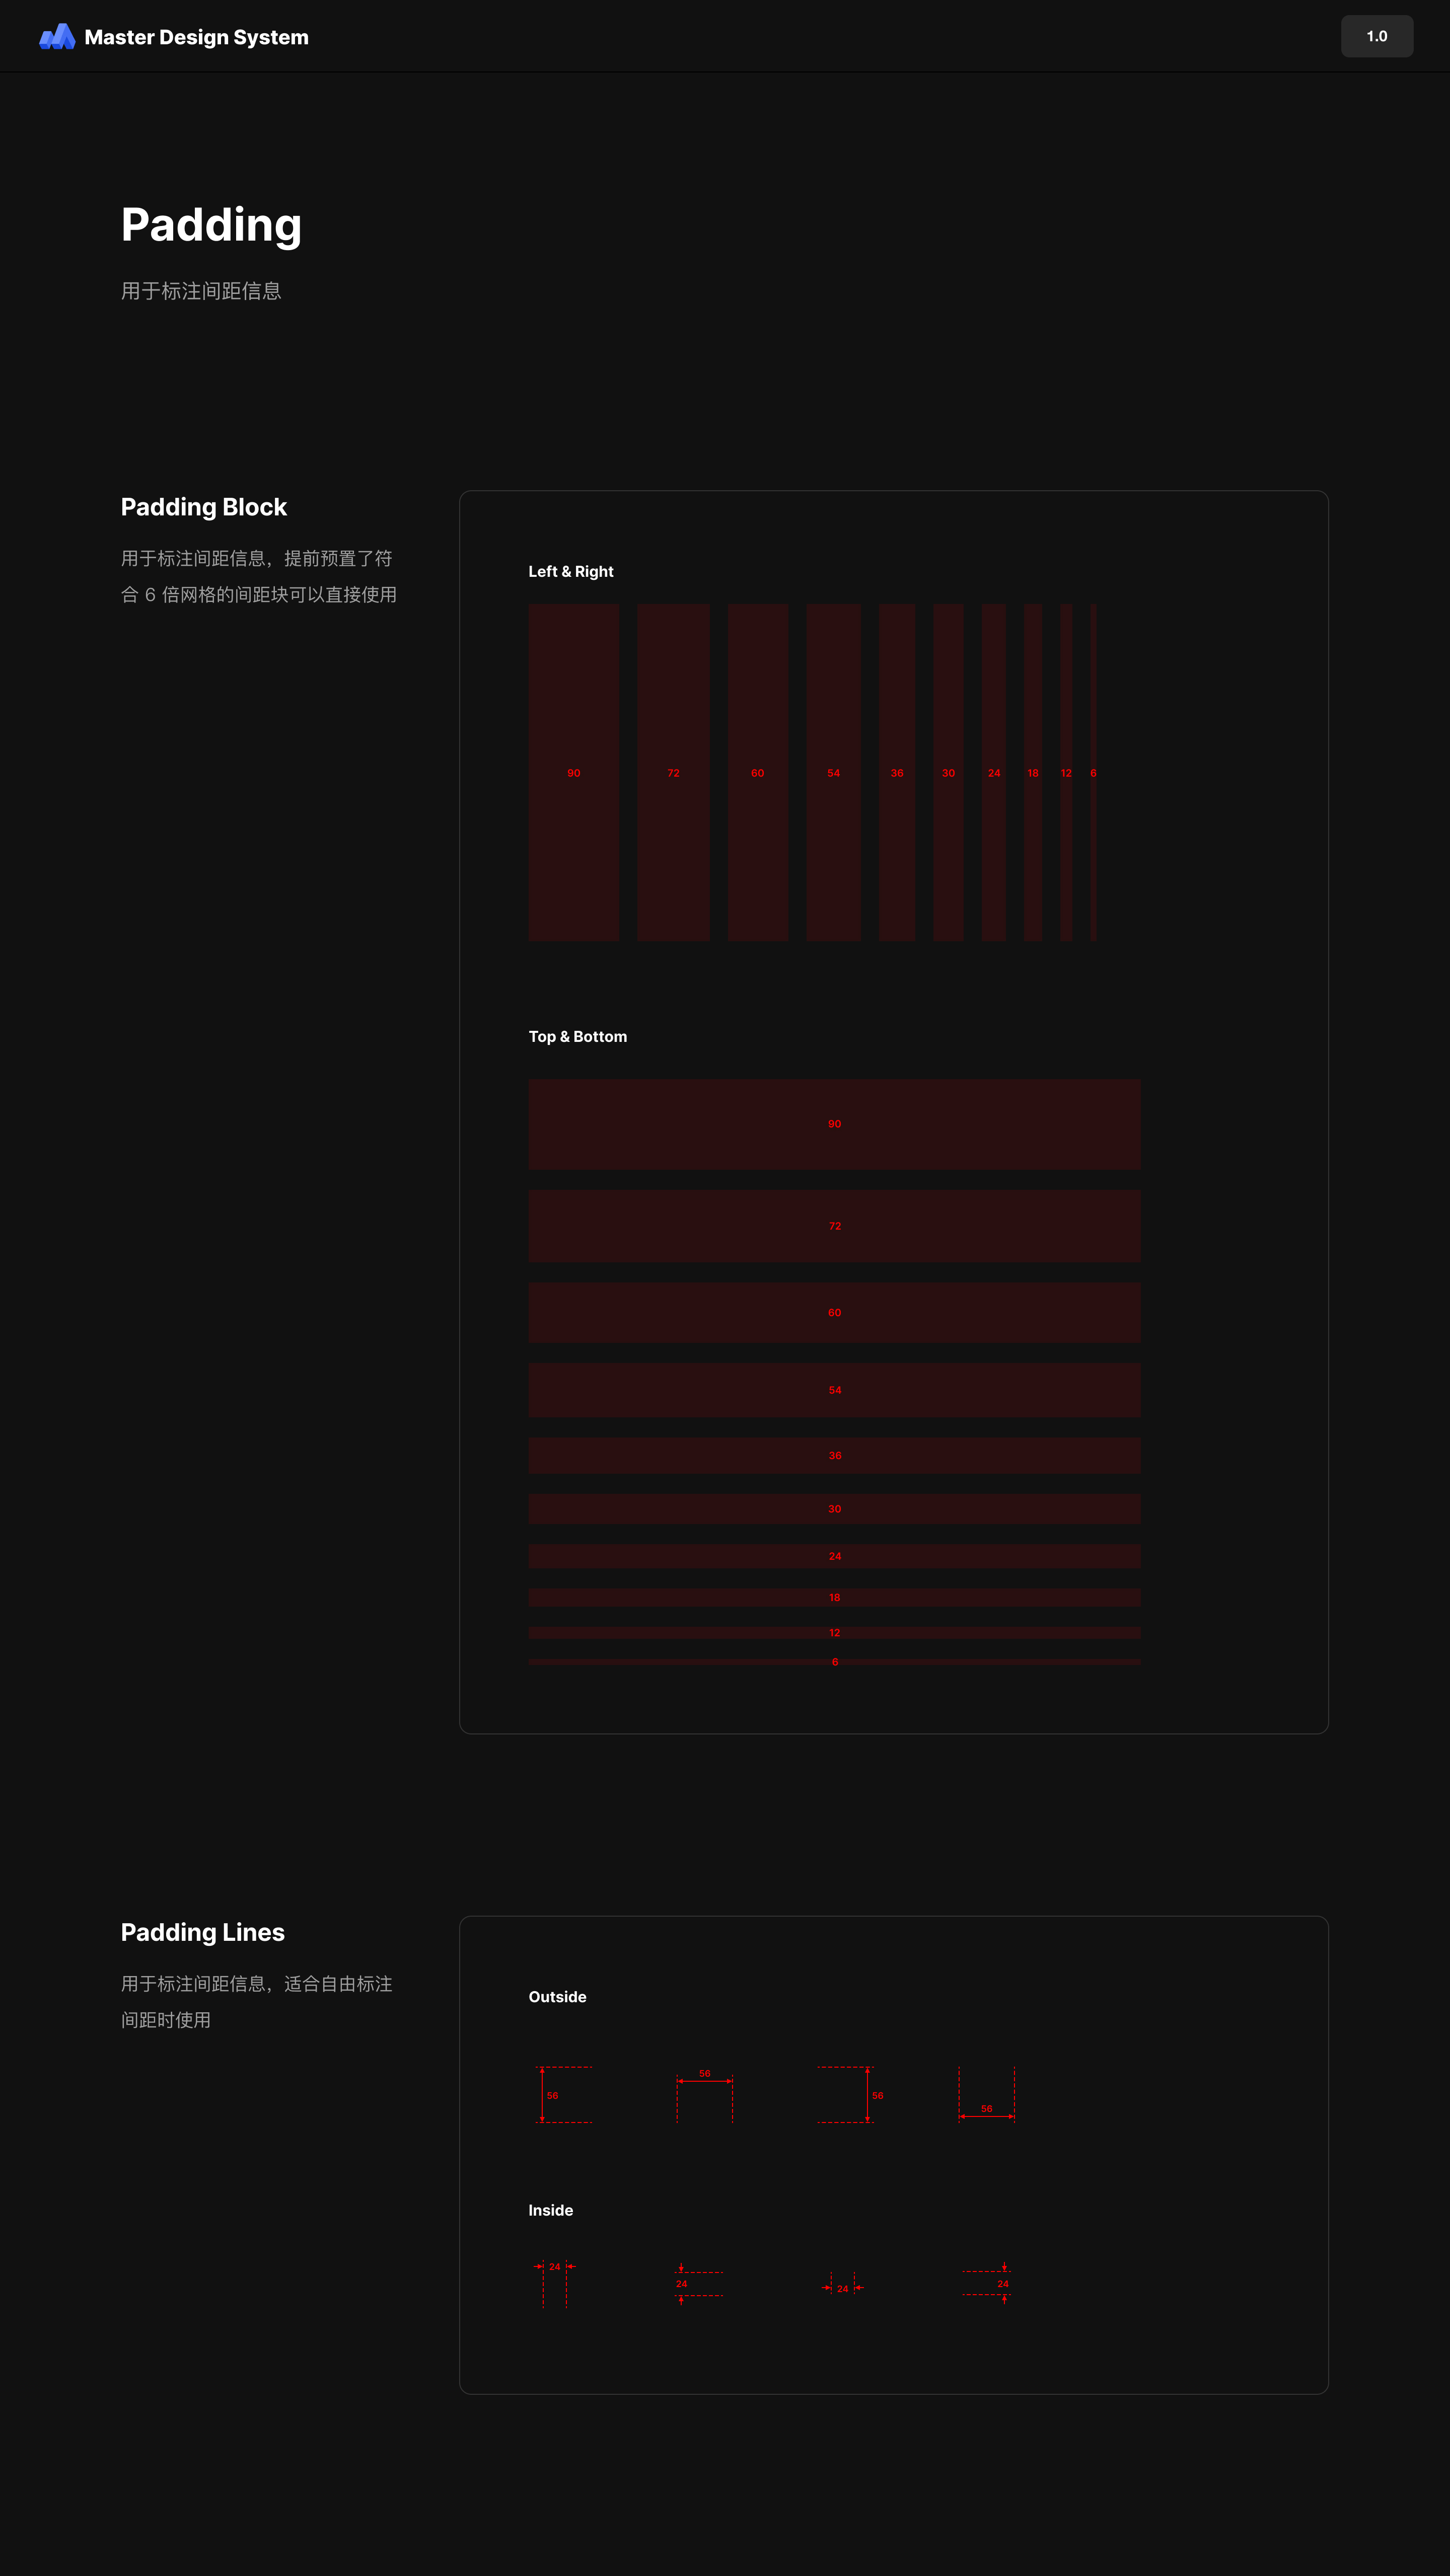 Master Design System
1.0
Padding
用于标注间距信息
Padding Block
用于标注间距信息，提前预置了符
合 6 倍网格的间距块可以直接使用
Left & Right
90 72 60 54 36 30 24 18 12 6
Top & Bottom
90
72
60
54
36
30
24
18
12
6
Padding Lines
用于标注间距信息，适合自由标注
间距时使用
Outside
56 56 56 56
Inside
24 24 24 24